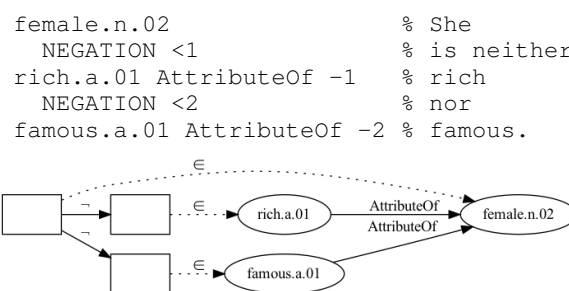 female.n.02 % She
NEGATION <1 % is neither
rich.a.01 AttributeOf -1 % rich
NEGATION <2 % nor
famous.a.01 AttributeOf -2 % famous.
∈
¬ ∈ rich.a.01 AttributeOf female.n.02
¬ AttributeOf
∈ famous.a.01